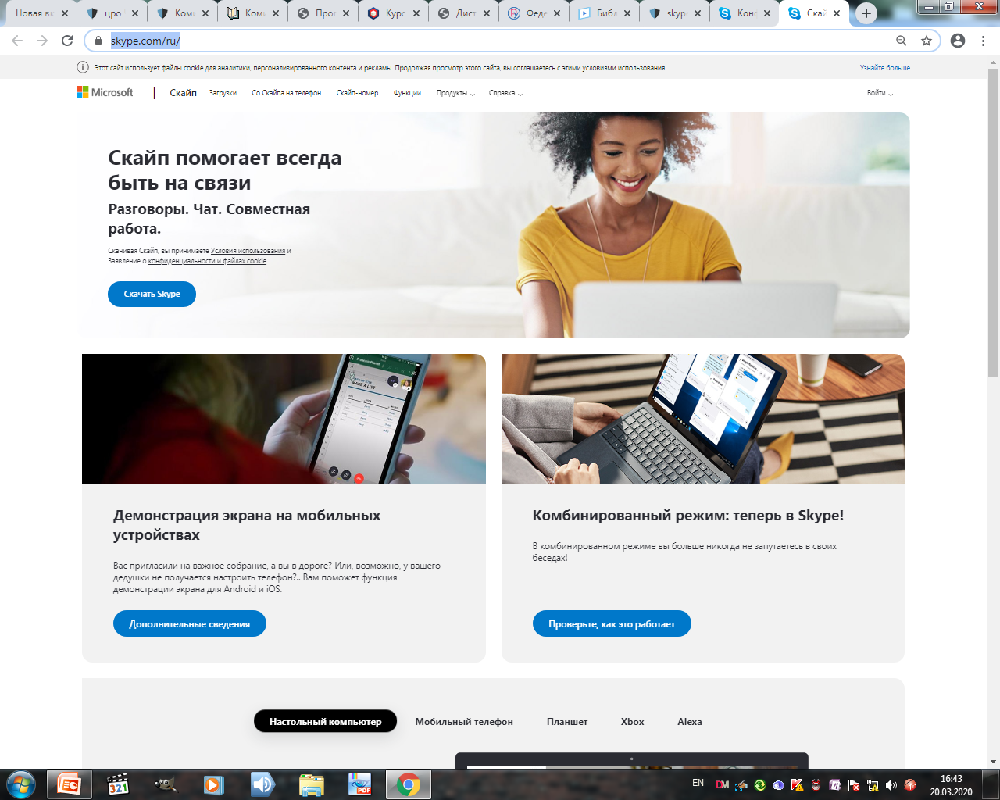 Новая вк
цро
Ком
Ком
Прог
Курс
Дист
Феде
Библ
skyp
Конс
Скай
skype.com/ru/
Этот сайт использует файлы cookie для аналитики, персонализированного контента и рекламы. Продолжая просмотр этого сайта, вы соглашаетесь с этими условиями использования.
Узнайте больше
Microsoft
Скайп
Загрузки
Со Скайпа на телефон
Скайп-номер
Функции
Продукты
Справка
Войти
Скайп помогает всегда
быть на связи
Разговоры. Чат. Совместная
работа.
Скачивая Скайп, вы принимаете Условия использования и
Заявление о конфиденциальности и файлах cookie.
Скачать Skype
MAKE A LIST
Демонстрация экрана на мобильных
устройствах
Вас пригласили на важное собрание, а вы в дороге? Или, возможно, у вашего
дедушки не получается настроить телефон?.. Вам поможет функция
демонстрации экрана для Android и iOS.
Дополнительные сведения
Комбинированный режим: теперь в Skype!
В комбинированном режиме вы больше никогда не запутаетесь в своих
беседах!
Проверьте, как это работает
Настольный компьютер
Мобильный телефон
Планшет
Xbox
Alexa
321
PDF
EN
16:43
20.03.2020